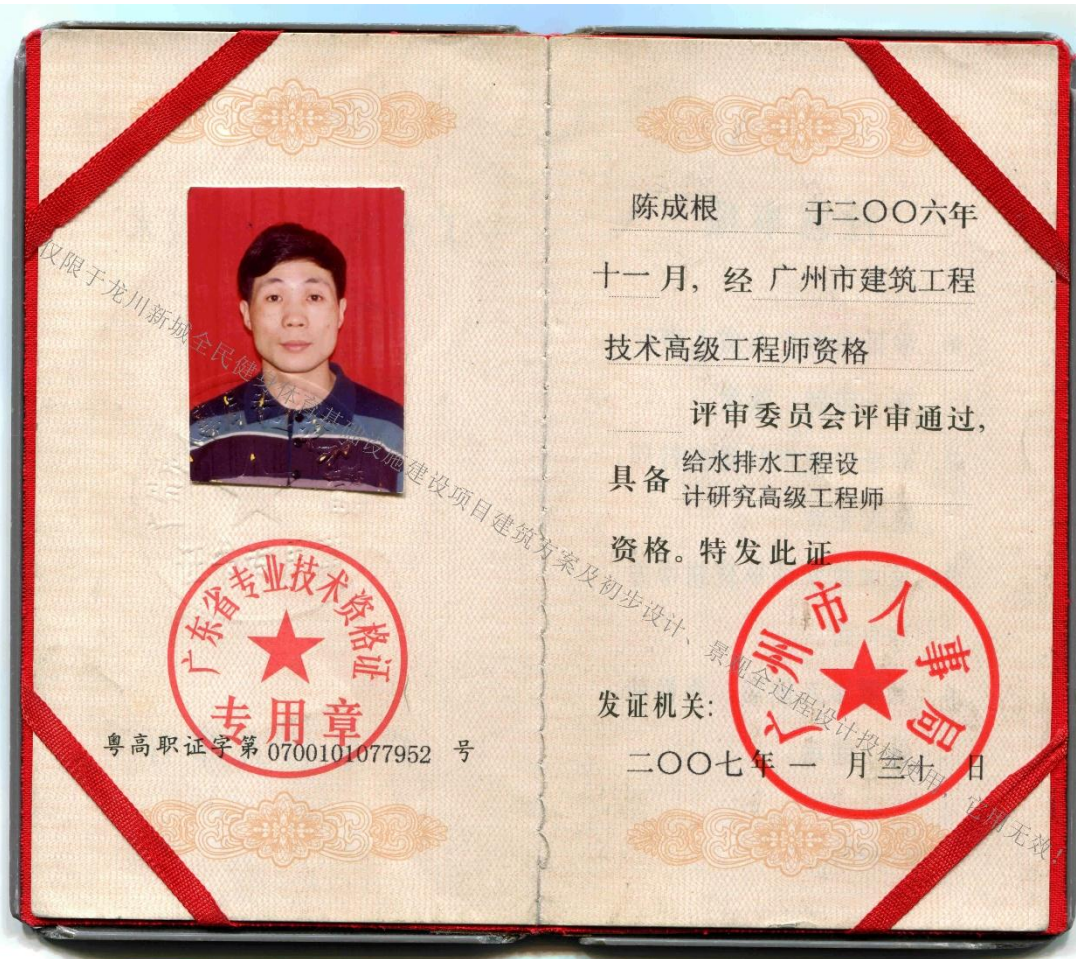 广东省专业技术资格证
专用章
粤高职证字第 0700101077952 号
陈成根 于二〇〇六年
十一月，经 广州市建筑工程
技术高级工程师资格
评审委员会评审通过，
具备 给水排水工程设
计研究高级工程师
资格。特发此证
广州市人事局
发证机关:
二〇〇七年 一 月三十 日
仅限于龙川新城全民健身体育基础设施建设项目建筑方案及初步设计、景观全过程设计投标使用，它用无效！